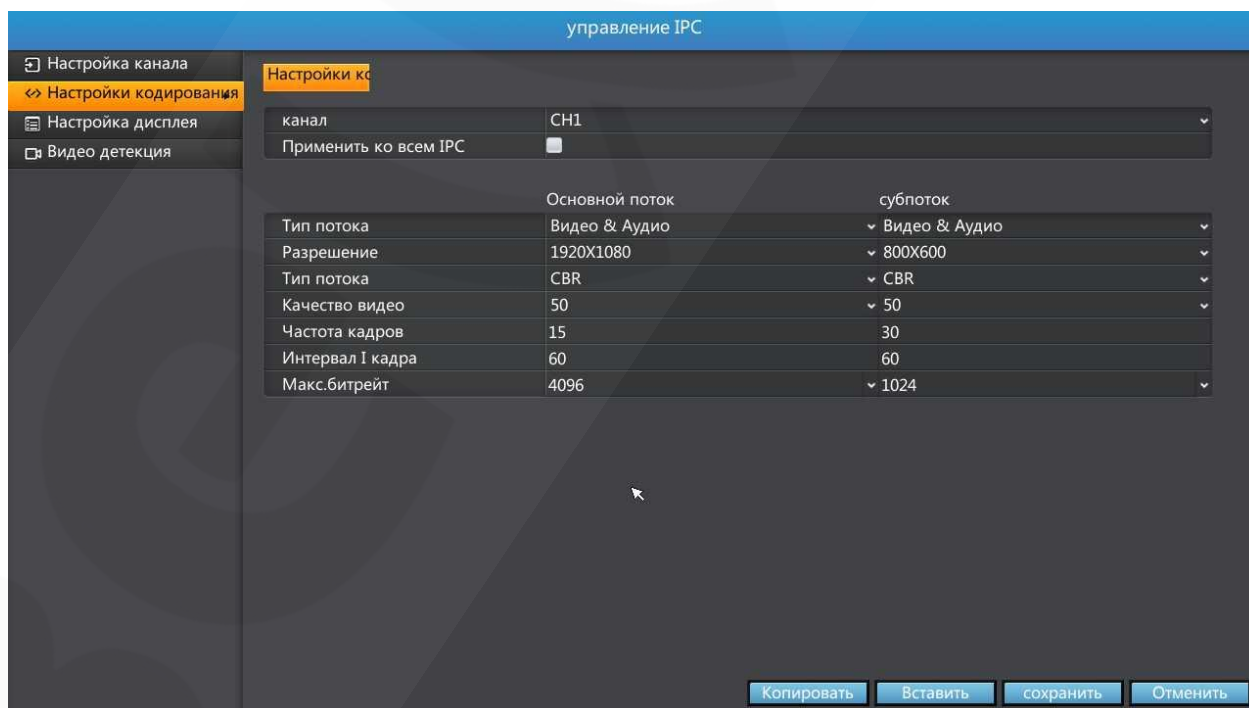 управление IPC
Настройка канала
Настройки кодирования
Настройка дисплея
Видео детекция
Настройки ко
канал CH1
Применить ко всем IPC
Основной поток субпоток
Тип потока Видео & Аудио Видео & Аудио
Разрешение 1920X1080 800X600
Тип потока CBR CBR
Качество видео 50 50
Частота кадров 15 30
Интервал I кадра 60 60
Макс.битрейт 4096 1024
Копировать Вставить сохранить Отменить